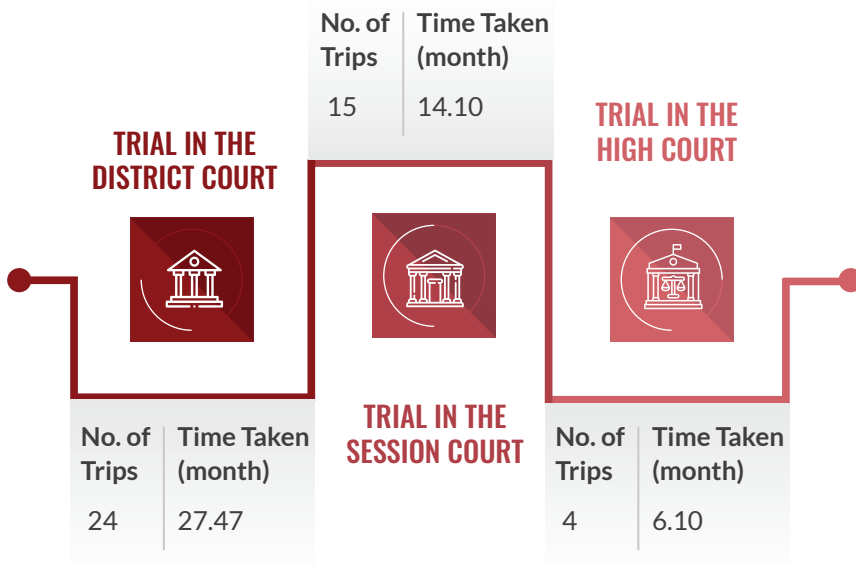 No. of Trips
Time Taken (month)
15
14.10
TRIAL IN THE
DISTRICT COURT
TRIAL IN THE
HIGH COURT
TRIAL IN THE
SESSION COURT
No. of Trips
Time Taken (month)
24
27.47
No. of Trips
Time Taken (month)
4
6.10